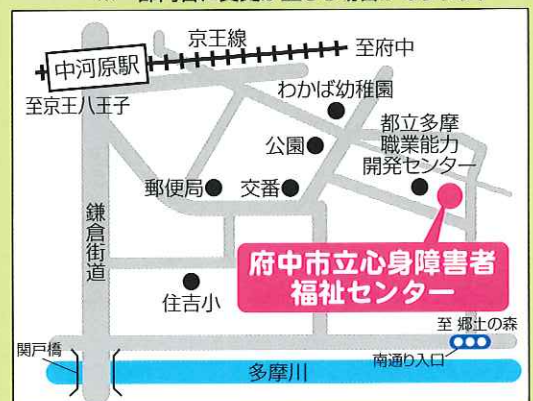 京王線
至府中
中河原駅
至京王八王子
わかば幼稚園
都立多摩
職業能力
開発センター
公園
郵便局
交番
鎌倉街道
府中市立心身障害者
福祉センター
住吉小
至 郷土の森
関戸橋
南通り入口
多摩川